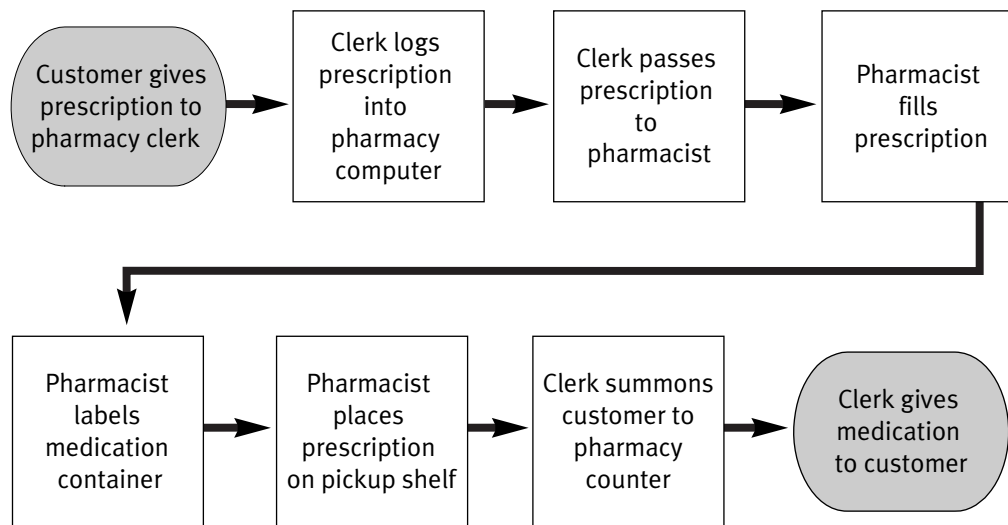 Customer gives
prescription to
pharmacy clerk
Clerk logs
prescription
into
pharmacy
computer
Clerk passes
prescription
to
pharmacist
Pharmacist
fills
prescription
Pharmacist
labels
medication
container
Pharmacist
places
prescription
on pickup shelf
Clerk summons
customer to
pharmacy
counter
Clerk gives
medication
to customer